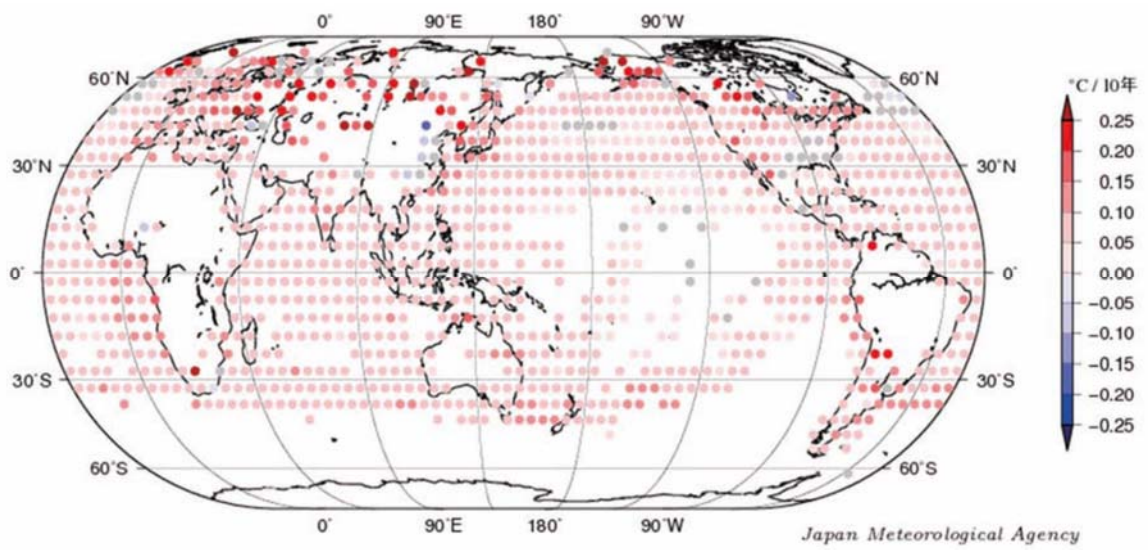 0° 90°E 180° 90°W
60°N 60°N
°C / 10年
0.25
0.20
30°N 30°N
0.15
0.10
0.05
0° 0°
0.00
-0.05
-0.10
-0.15
30°S 30°S
-0.20
-0.25
60°S 60°S
0° 90°E 180° 90°W
Japan Meteorological Agency